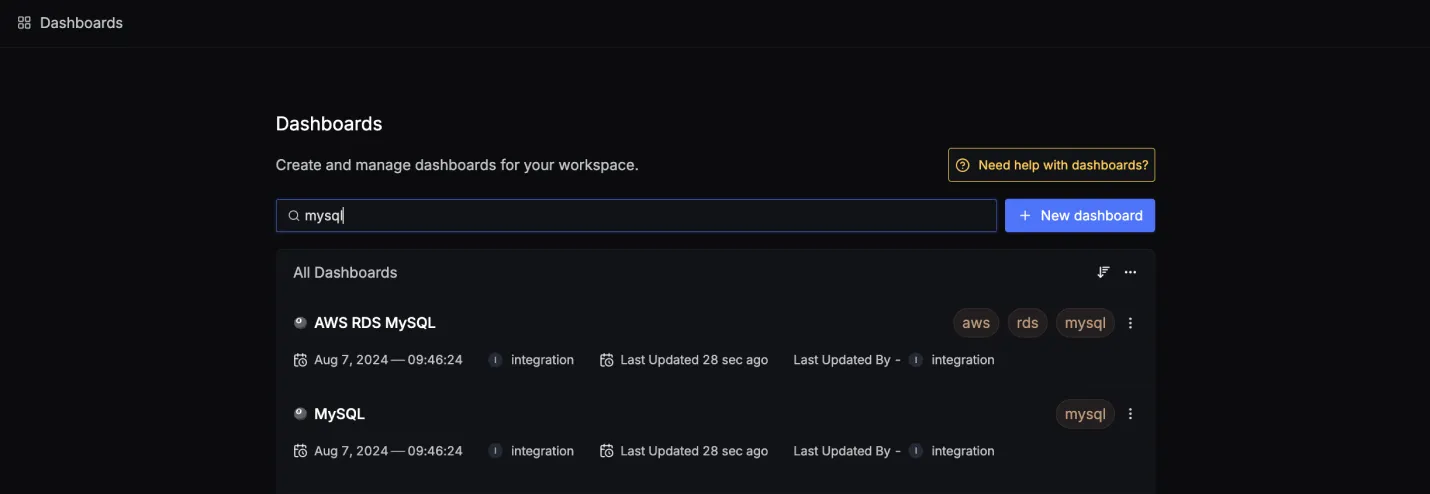 Dashboards
Dashboards
Create and manage dashboards for your workspace.
Need help with dashboards?
mysql
New dashboard
All Dashboards
AWS RDS MySQL aws rds mysql
Aug 7, 2024 — 09:46:24 I integration Last Updated 28 sec ago Last Updated By - I integration
MySQL mysql
Aug 7, 2024 — 09:46:24 I integration Last Updated 28 sec ago Last Updated By - I integration